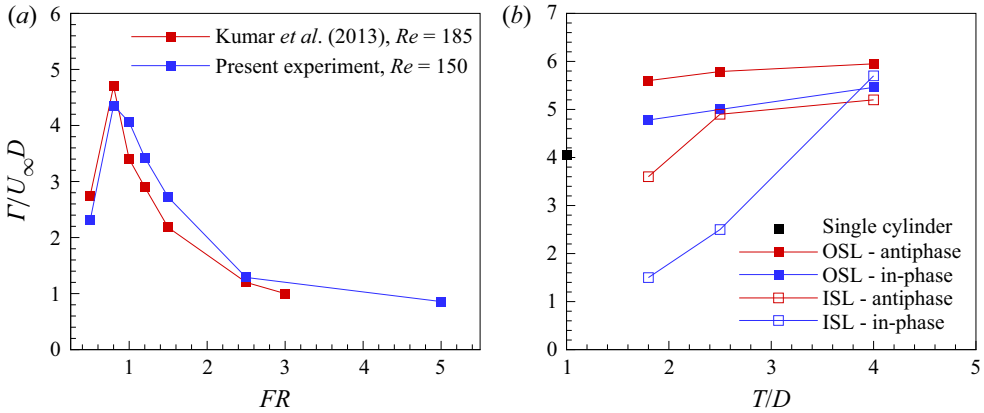 (a)
6
5
4
3
2
1
0
Γ/U∞D
1
2
3
4
5
FR
Kumar et al. (2013), Re = 185
Present experiment, Re = 150
(b)
7
6
5
4
3
2
1
0
1
2
3
4
5
T/D
Single cylinder
OSL - antiphase
OSL - in-phase
ISL - antiphase
ISL - in-phase